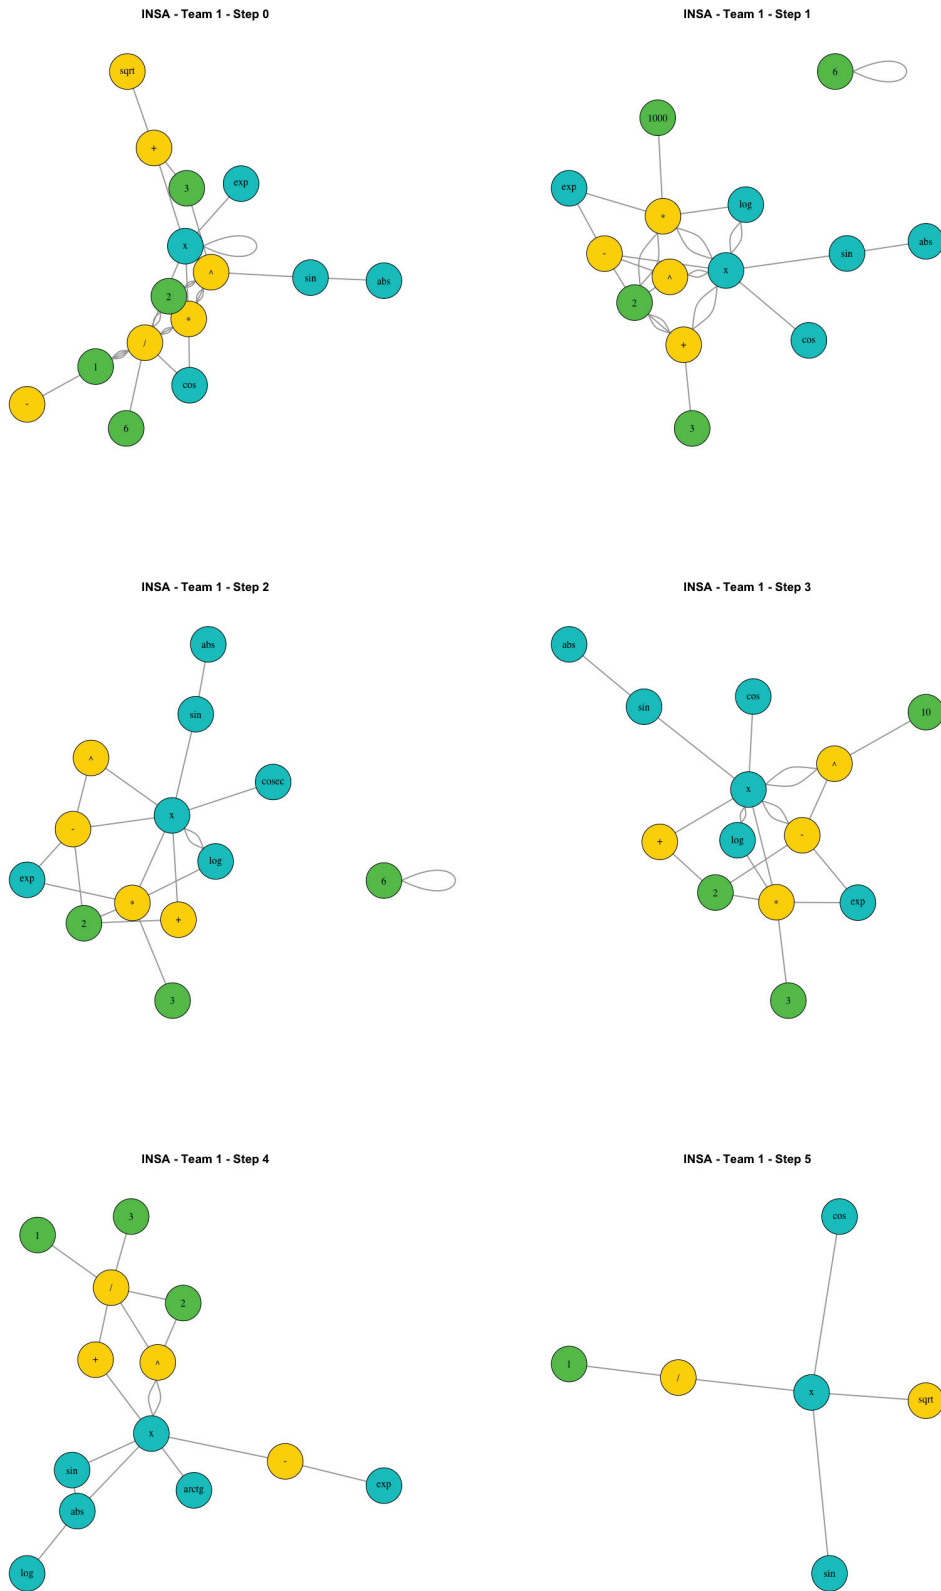 INSA - Team 1 - Step 0
sqrt
+
3
exp
x
^
sin
abs
2
*
/
1
cos
-
6
INSA - Team 1 - Step 1
6
1000
exp
log
*
sin
abs
-
x
^
2
cos
+
3
INSA - Team 1 - Step 2
abs
sin
^
cosec
x
-
log
exp
6
*
2
+
3
INSA - Team 1 - Step 3
abs
cos
sin
10
^
x
-
log
+
2
*
exp
3
INSA - Team 1 - Step 4
3
1
/
2
+
^
x
-
sin
exp
arctg
abs
log
INSA - Team 1 - Step 5
cos
1
/
x
sqrt
sin